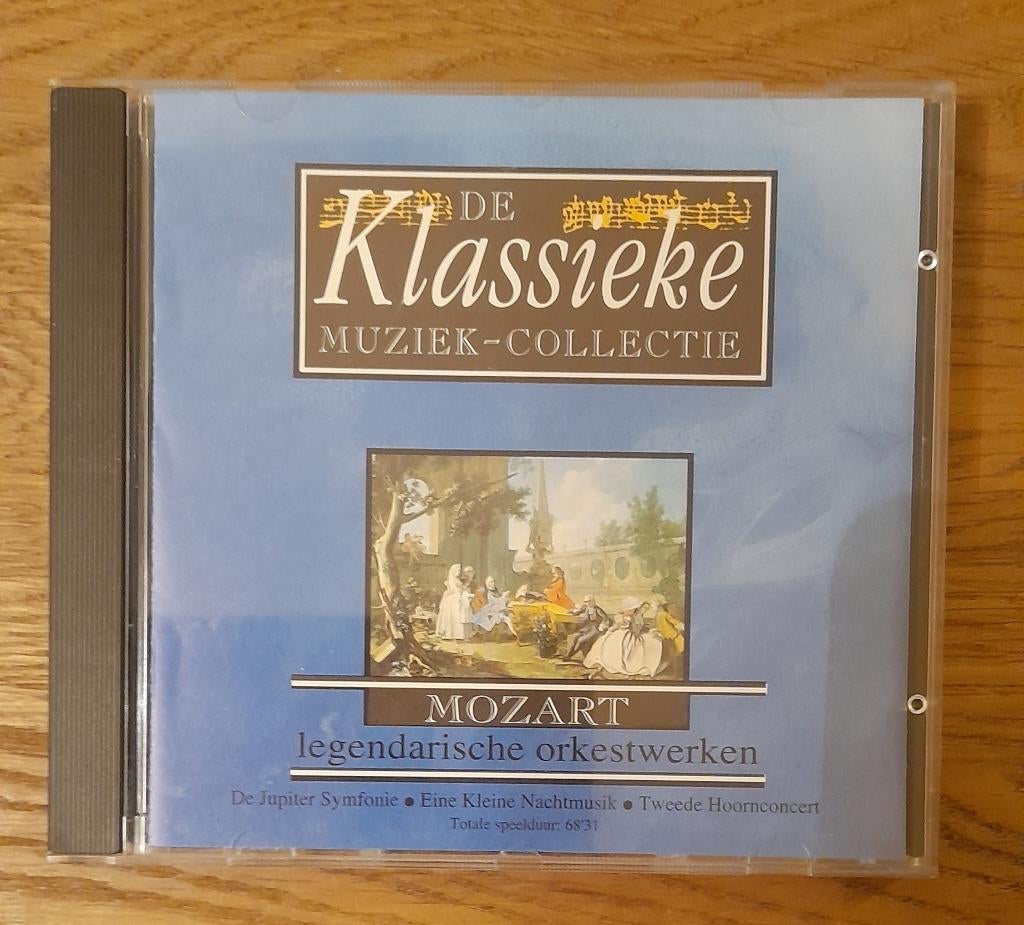 DE
Klassieke
MUZIEK-COLLECTIE
MOZART
legendarische orkestwerken
De Jupiter Symfonie ● Eine Kleine Nachtmusik ● Tweede Hoornconcert
Totale speelduur: 68'31